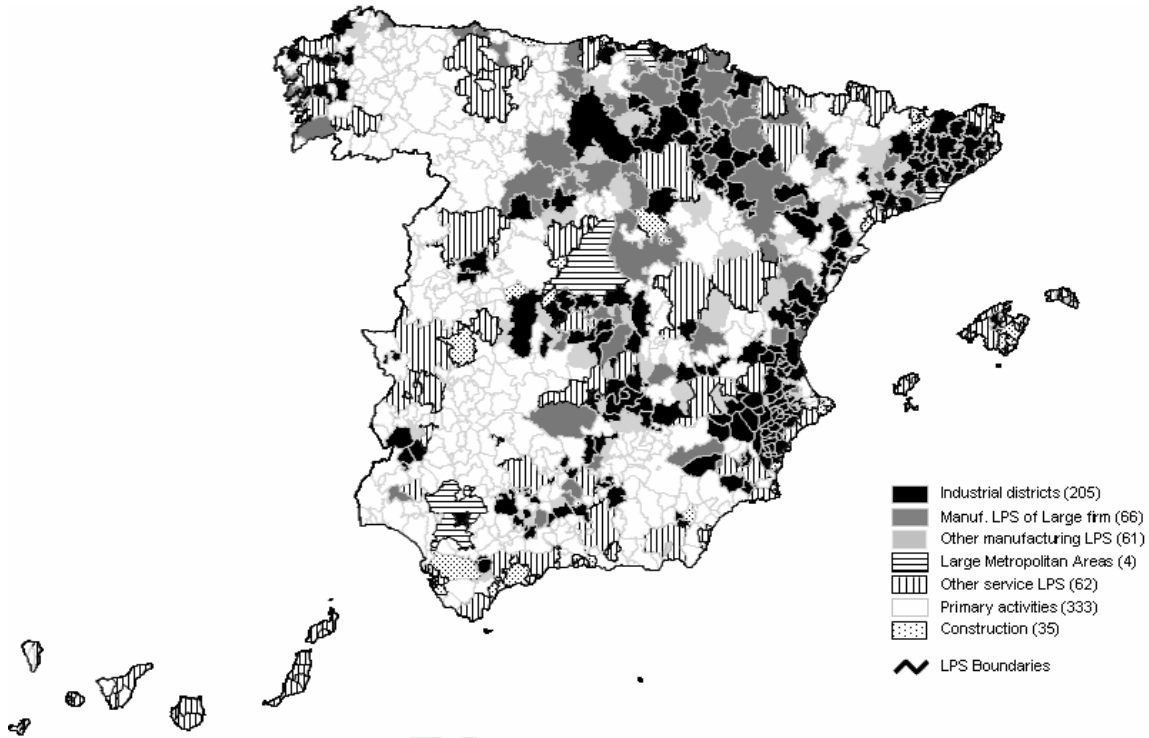 Industrial districts (205)
Manuf. LPS of Large firm (66)
Other manufacturing LPS (61)
Large Metropolitan Areas (4)
Other service LPS (62)
Primary activities (333)
Construction (35)
LPS Boundaries